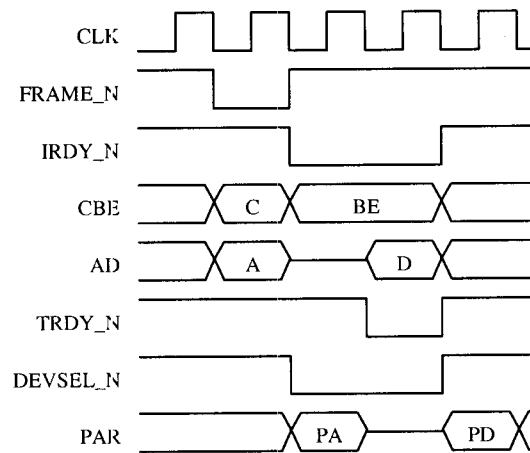 CLK
FRAME_N
IRDY_N
CBE C BE
AD A D
TRDY_N
DEVSEL_N
PAR PA PD